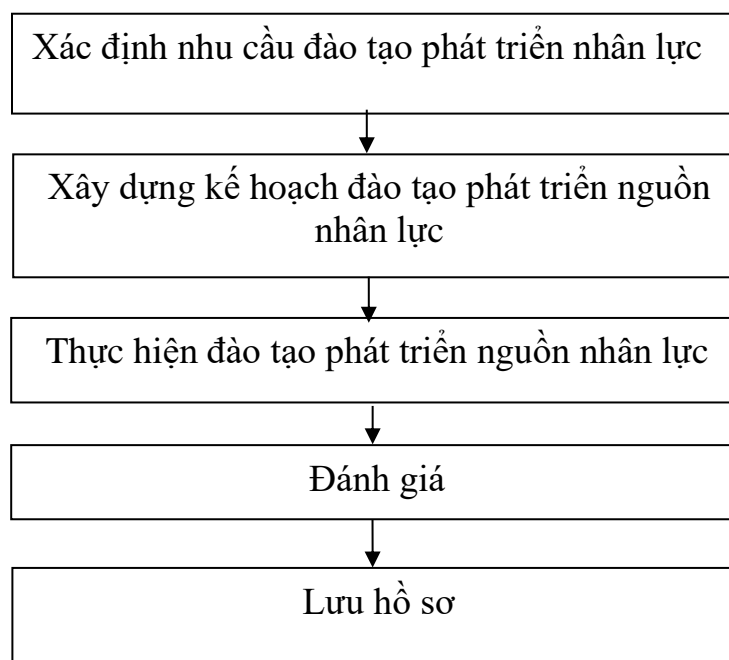 Xác định nhu cầu đào tạo phát triển nhân lực
Xây dựng kế hoạch đào tạo phát triển nguồn
nhân lực
Thực hiện đào tạo phát triển nguồn nhân lực
Đánh giá
Lưu hồ sơ